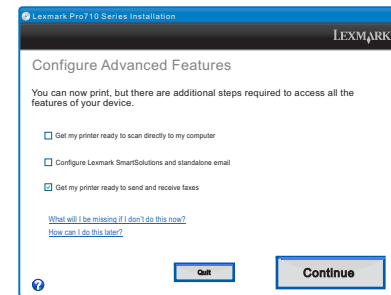 Lexmark Pro710 Series Installation
LEXMARK
Configure Advanced Features
You can now print, but there are additional steps required to access all the
features of your device.
Get my printer ready to scan directly to my computer
Configure Lexmark SmartSolutions and standalone email
Get my printer ready to send and receive faxes
What will I be missing if I don't do this now?
How can I do this later?
?
Quit
Continue